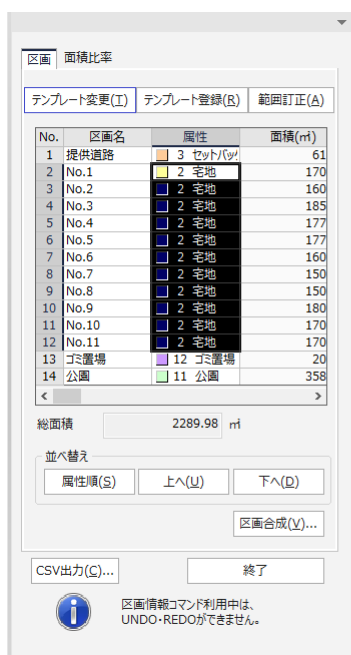 区画 面積比率
テンプレート変更(T) テンプレート登録(R) 範囲訂正(A)
No. 区画名 属性 面積(㎡)
1 提供道路 3 セットバック 61
2 No.1 2 宅地 170
3 No.2 2 宅地 160
4 No.3 2 宅地 185
5 No.4 2 宅地 177
6 No.5 2 宅地 177
7 No.6 2 宅地 160
8 No.7 2 宅地 150
9 No.8 2 宅地 150
10 No.9 2 宅地 180
11 No.10 2 宅地 170
12 No.11 2 宅地 170
13 ゴミ置場 12 ゴミ置場 20
14 公園 11 公園 358
総面積 2289.98 ㎡
並べ替え
属性順(S) 上へ(U) 下へ(D)
区画合成(V)...
CSV出力(C)... 終了
区画情報コマンド利用中は、
UNDO・REDOができません。